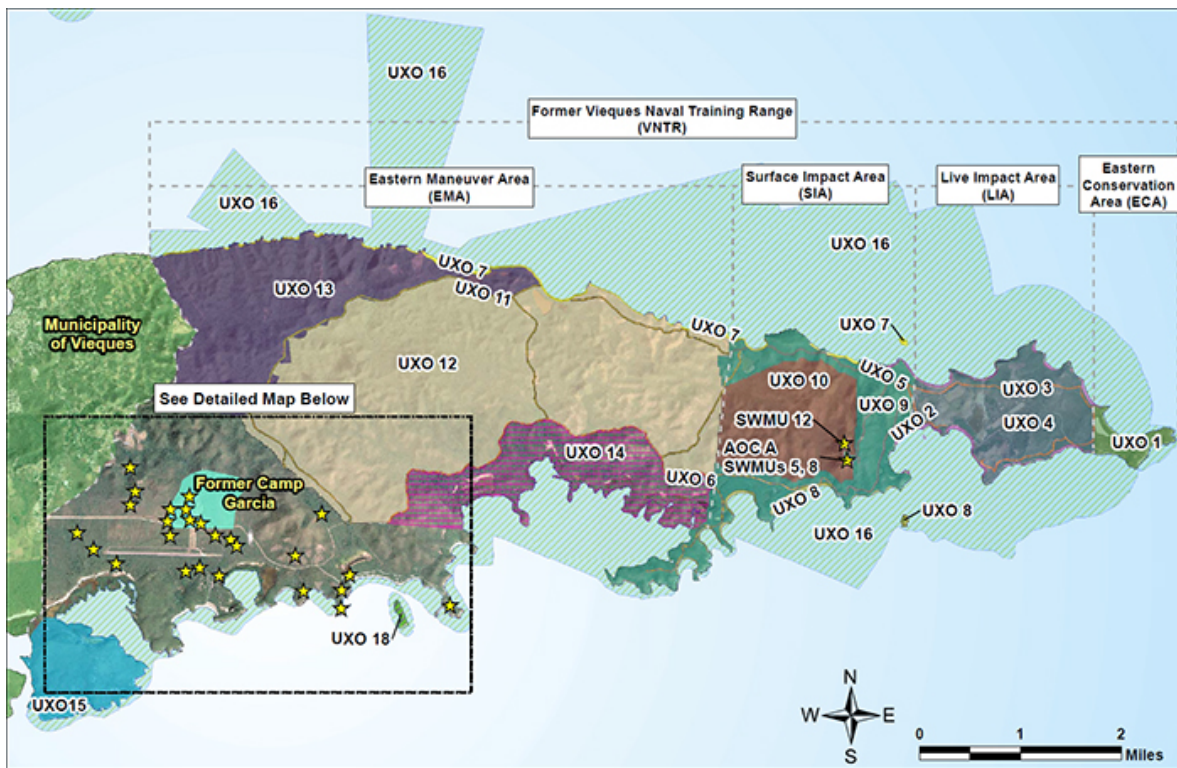 UXO 16
Former Vieques Naval Training Range
(VNTR)
Eastern Maneuver Area
(EMA)
Surface Impact Area
(SIA)
Live Impact Area
(LIA)
Eastern
Conservation
Area (ECA)
UXO 16
UXO 16
UXO 7
UXO 13
UXO 11
Municipality
of Vieques
UXO 7
UXO 7
UXO 12
UXO 10
UXO 5
UXO 3
See Detailed Map Below
UXO 9
SWMU 12
UXO 2
UXO 4
UXO 14
AOC A
SWMUs 5, 8
UXO 1
UXO 6
Former Camp
Garcia
UXO 8
UXO 8
UXO 16
UXO 18
UXO15
N
W
E
S
0
1
2
Miles